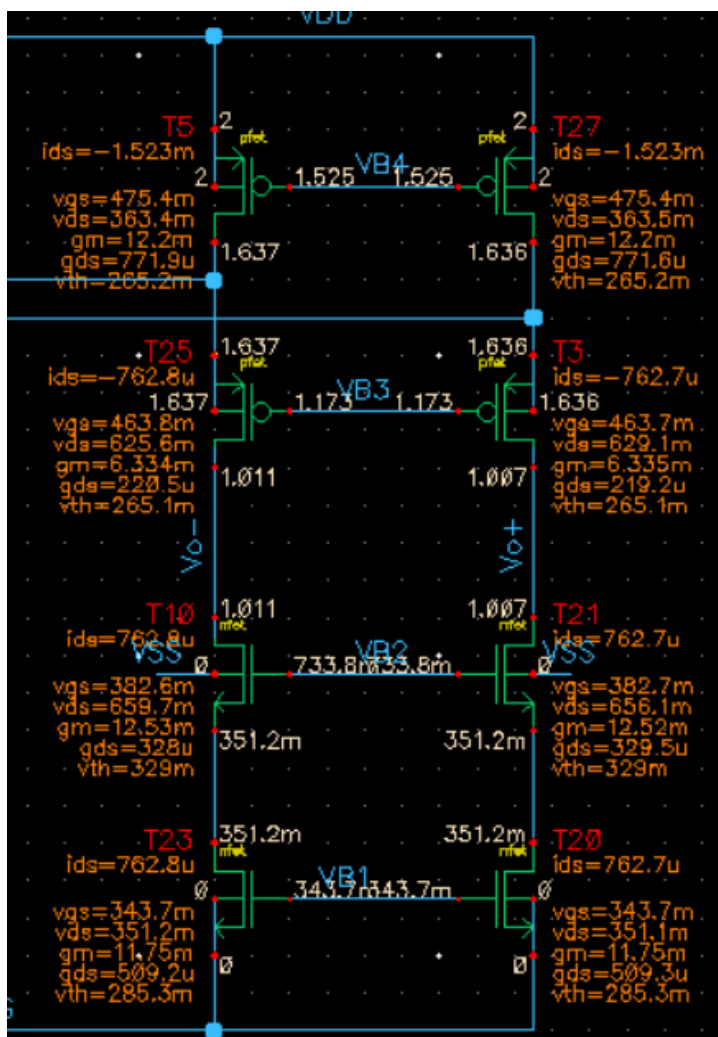 VDD
T5 2 pfet pfet 2 T27
ids=-1.523m ids=-1.523m
2 1.525 VB4 1.525 2
vgs=475.4m vgs=475.4m
vds=363.4m vds=363.5m
gm=12.2m gm=12.2m
gds=771.9u gds=771.6u
vth=265.2m vth=265.2m
1.637 1.636
T25 1.637 pfet 1.636 pfet T3
ids=-762.8u ids=-762.7u
1.637 1.173 VB3 1.173 1.636
vgs=463.8m vgs=463.7m
vds=625.6m vds=629.1m
gm=6.334m gm=6.335m
gds=220.5u gds=219.2u
vth=265.1m vth=265.1m
1.011 1.007
Vo- Vo+
T10 1.011 nfet 1.007 nfet T21
ids=762.8u ids=762.7u
VSS 0 733.8m VB2 733.8m 0 VSS
vgs=382.6m vgs=382.7m
vds=659.7m vds=656.1m
gm=12.53m gm=12.52m
gds=328u gds=329.5u
vth=329m vth=329m
351.2m 351.2m
T23 351.2m nfet 351.2m nfet T20
ids=762.8u ids=762.7u
0 343.7m VB1 343.7m 0
vgs=343.7m vgs=343.7m
vds=351.2m vds=351.1m
gm=11.75m gm=11.75m
gds=509.2u gds=509.3u
vth=285.3m vth=285.3m
0 0